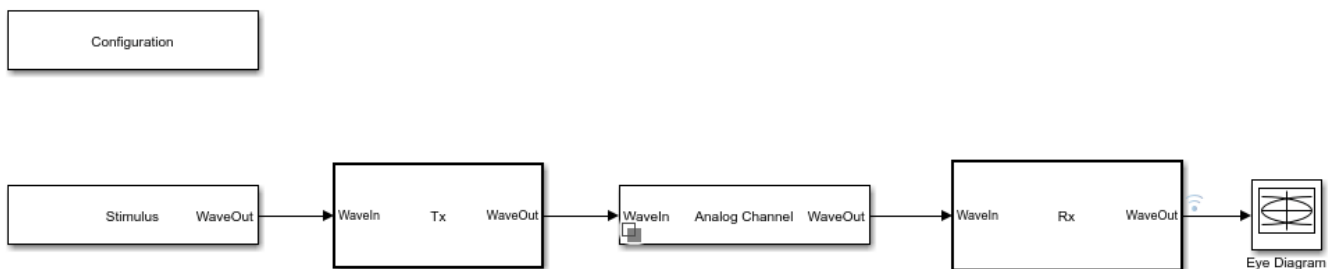 Configuration
Stimulus WaveOut
WaveIn Tx WaveOut
WaveIn Analog Channel WaveOut
WaveIn Rx WaveOut
Eye Diagram